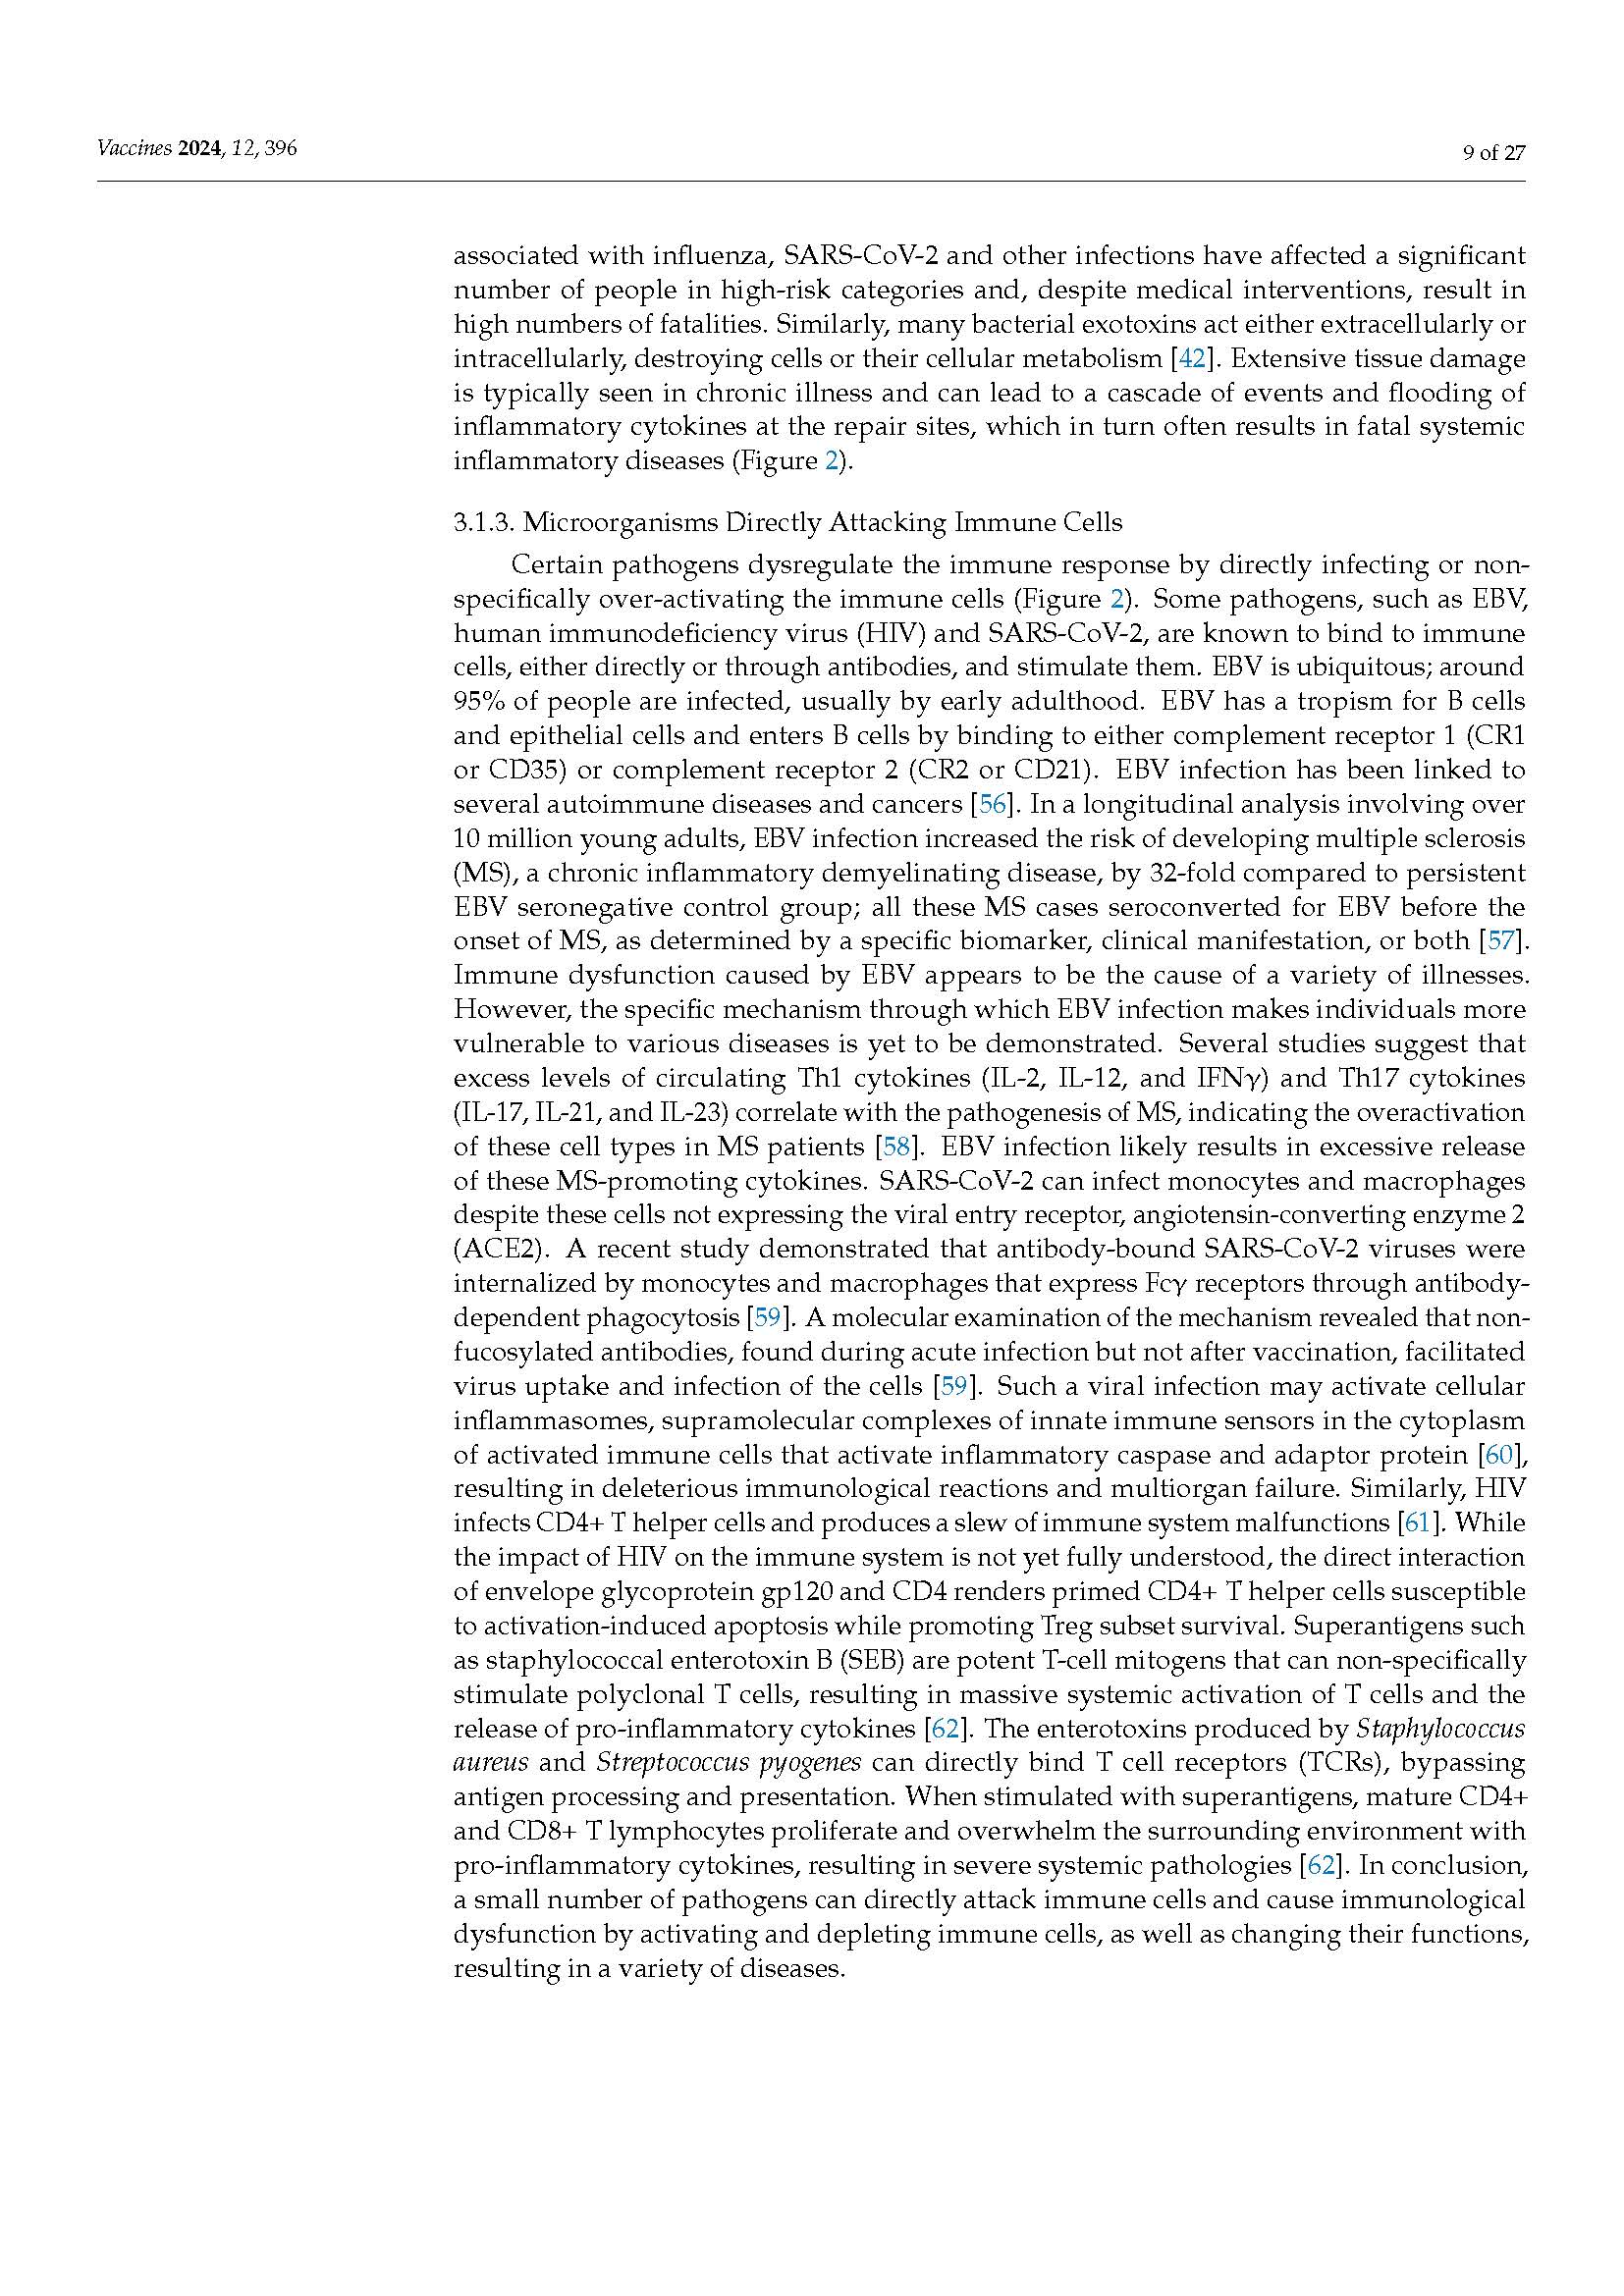 Vaccines 2024, 12, 396
9 of 27
associated with influenza, SARS-CoV-2 and other infections have affected a significant
number of people in high-risk categories and, despite medical interventions, result in
high numbers of fatalities. Similarly, many bacterial exotoxins act either extracellularly or
intracellularly, destroying cells or their cellular metabolism [42]. Extensive tissue damage
is typically seen in chronic illness and can lead to a cascade of events and flooding of
inflammatory cytokines at the repair sites, which in turn often results in fatal systemic
inflammatory diseases (Figure 2).
3.1.3. Microorganisms Directly Attacking Immune Cells
Certain pathogens dysregulate the immune response by directly infecting or non-
specifically over-activating the immune cells (Figure 2). Some pathogens, such as EBV,
human immunodeficiency virus (HIV) and SARS-CoV-2, are known to bind to immune
cells, either directly or through antibodies, and stimulate them. EBV is ubiquitous; around
95% of people are infected, usually by early adulthood. EBV has a tropism for B cells
and epithelial cells and enters B cells by binding to either complement receptor 1 (CR1
or CD35) or complement receptor 2 (CR2 or CD21). EBV infection has been linked to
several autoimmune diseases and cancers [56]. In a longitudinal analysis involving over
10 million young adults, EBV infection increased the risk of developing multiple sclerosis
(MS), a chronic inflammatory demyelinating disease, by 32-fold compared to persistent
EBV seronegative control group; all these MS cases seroconverted for EBV before the
onset of MS, as determined by a specific biomarker, clinical manifestation, or both [57].
Immune dysfunction caused by EBV appears to be the cause of a variety of illnesses.
However, the specific mechanism through which EBV infection makes individuals more
vulnerable to various diseases is yet to be demonstrated. Several studies suggest that
excess levels of circulating Th1 cytokines (IL-2, IL-12, and IFNγ) and Th17 cytokines
(IL-17, IL-21, and IL-23) correlate with the pathogenesis of MS, indicating the overactivation
of these cell types in MS patients [58]. EBV infection likely results in excessive release
of these MS-promoting cytokines. SARS-CoV-2 can infect monocytes and macrophages
despite these cells not expressing the viral entry receptor, angiotensin-converting enzyme 2
(ACE2). A recent study demonstrated that antibody-bound SARS-CoV-2 viruses were
internalized by monocytes and macrophages that express Fcγ receptors through antibody-
dependent phagocytosis [59]. A molecular examination of the mechanism revealed that non-
fucosylated antibodies, found during acute infection but not after vaccination, facilitated
virus uptake and infection of the cells [59]. Such a viral infection may activate cellular
inflammasomes, supramolecular complexes of innate immune sensors in the cytoplasm
of activated immune cells that activate inflammatory caspase and adaptor protein [60],
resulting in deleterious immunological reactions and multiorgan failure. Similarly, HIV
infects CD4+ T helper cells and produces a slew of immune system malfunctions [61]. While
the impact of HIV on the immune system is not yet fully understood, the direct interaction
of envelope glycoprotein gp120 and CD4 renders primed CD4+ T helper cells susceptible
to activation-induced apoptosis while promoting Treg subset survival. Superantigens such
as staphylococcal enterotoxin B (SEB) are potent T-cell mitogens that can non-specifically
stimulate polyclonal T cells, resulting in massive systemic activation of T cells and the
release of pro-inflammatory cytokines [62]. The enterotoxins produced by Staphylococcus
aureus and Streptococcus pyogenes can directly bind T cell receptors (TCRs), bypassing
antigen processing and presentation. When stimulated with superantigens, mature CD4+
and CD8+ T lymphocytes proliferate and overwhelm the surrounding environment with
pro-inflammatory cytokines, resulting in severe systemic pathologies [62]. In conclusion,
a small number of pathogens can directly attack immune cells and cause immunological
dysfunction by activating and depleting immune cells, as well as changing their functions,
resulting in a variety of diseases.